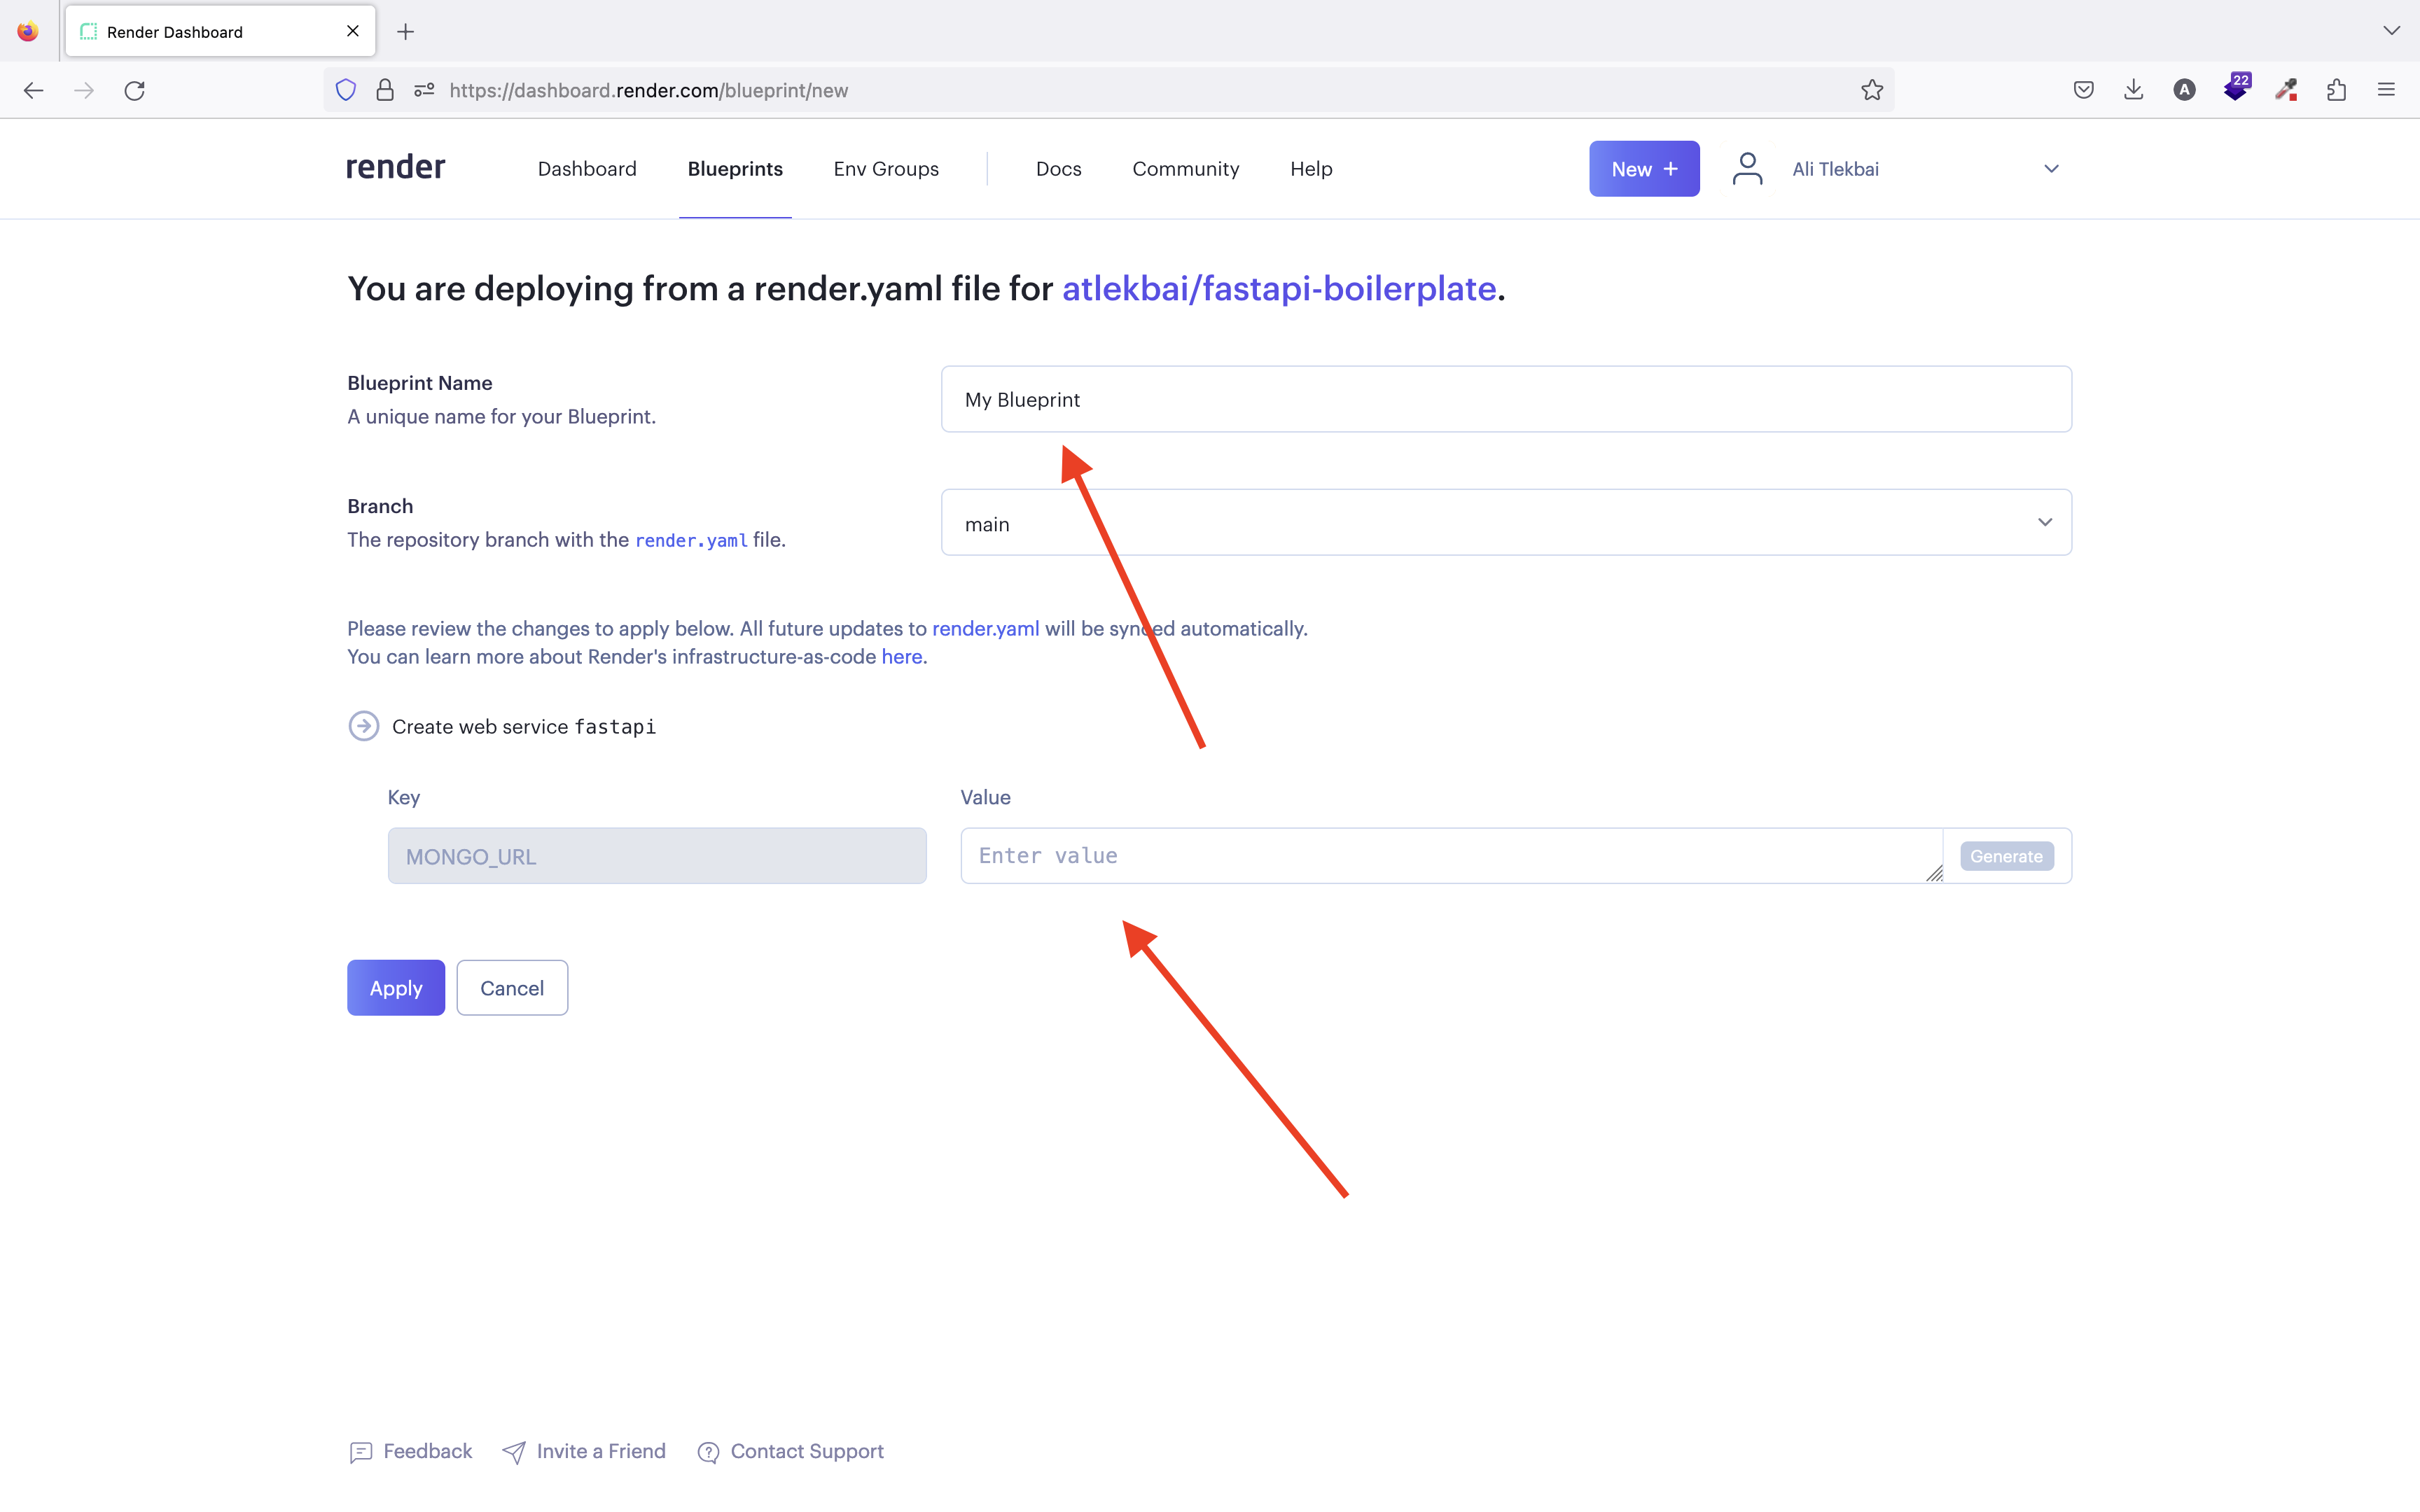 Render Dashboard
https://dashboard.render.com/blueprint/new
A
22
render
Dashboard
Blueprints
Env Groups
Docs
Community
Help
New +
Ali Tlekbai
You are deploying from a render.yaml file for atlekbai/fastapi-boilerplate.
Blueprint Name
A unique name for your Blueprint.
My Blueprint
Branch
The repository branch with the render.yaml file.
main
Please review the changes to apply below. All future updates to render.yaml will be synced automatically.
You can learn more about Render's infrastructure-as-code here.
Create web service fastapi
Key
Value
MONGO_URL
Enter value
Generate
Apply
Cancel
Feedback
Invite a Friend
Contact Support